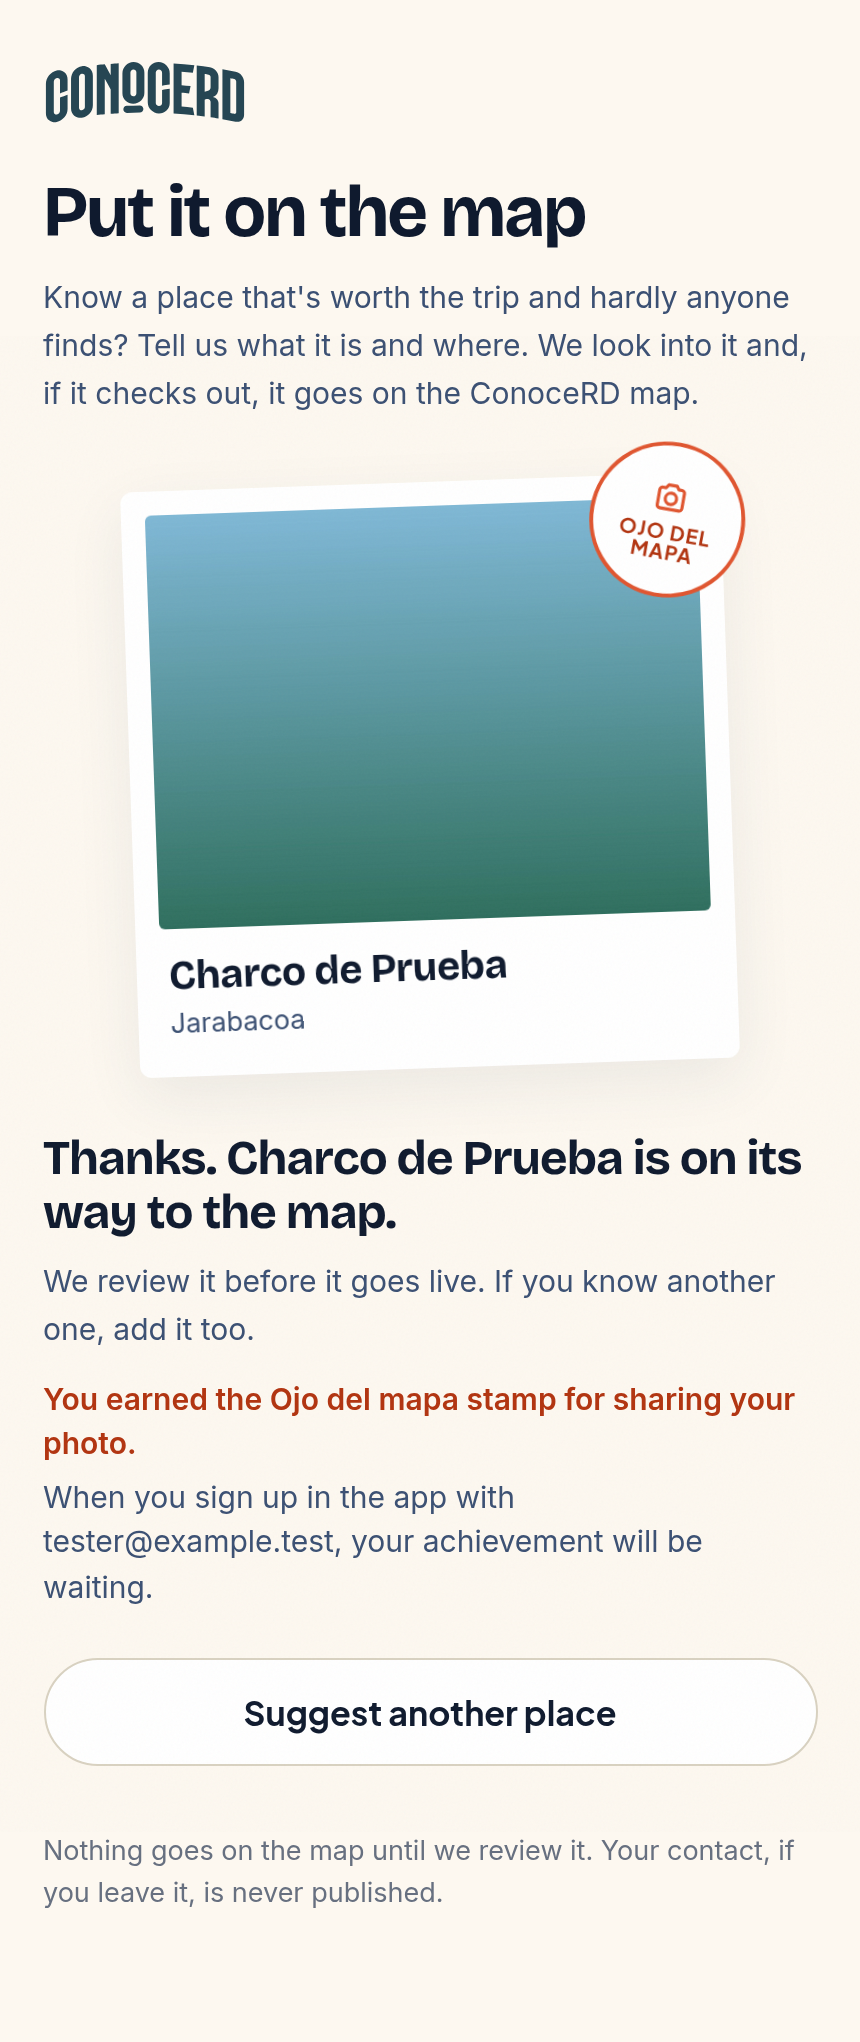 CONOCERD
Put it on the map
Know a place that's worth the trip and hardly anyone
finds? Tell us what it is and where. We look into it and,
if it checks out, it goes on the ConoceRD map.
OJO DEL
MAPA
Charco de Prueba
Jarabacoa
Thanks. Charco de Prueba is on its
way to the map.
We review it before it goes live. If you know another
one, add it too.
You earned the Ojo del mapa stamp for sharing your
photo.
When you sign up in the app with
tester@example.test, your achievement will be
waiting.
Suggest another place
Nothing goes on the map until we review it. Your contact, if
you leave it, is never published.